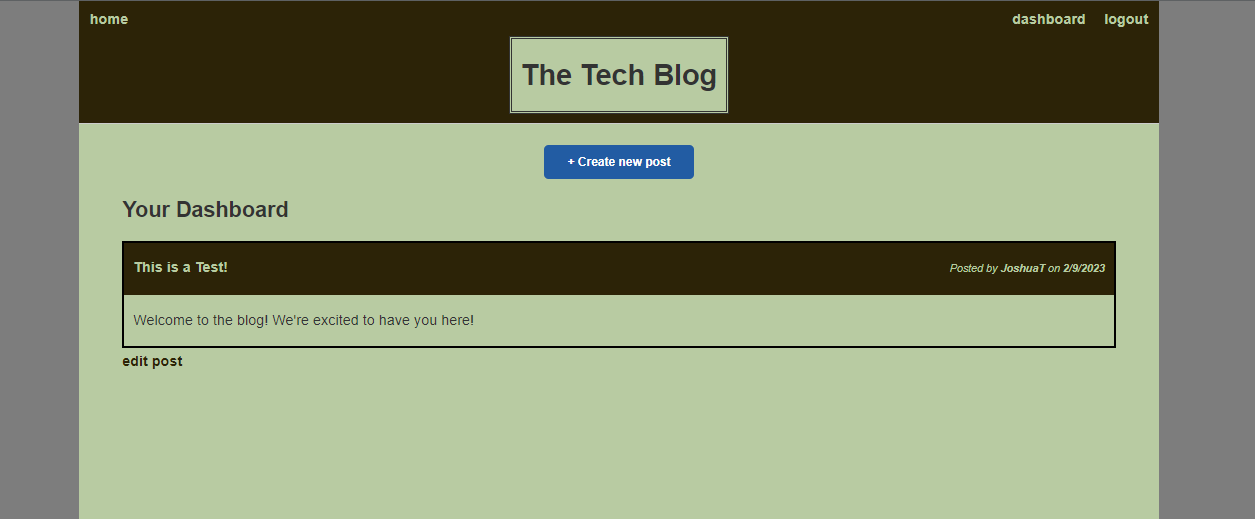 home dashboard logout
The Tech Blog
+ Create new post
Your Dashboard
This is a Test! Posted by JoshuaT on 2/9/2023
Welcome to the blog! We're excited to have you here!
edit post